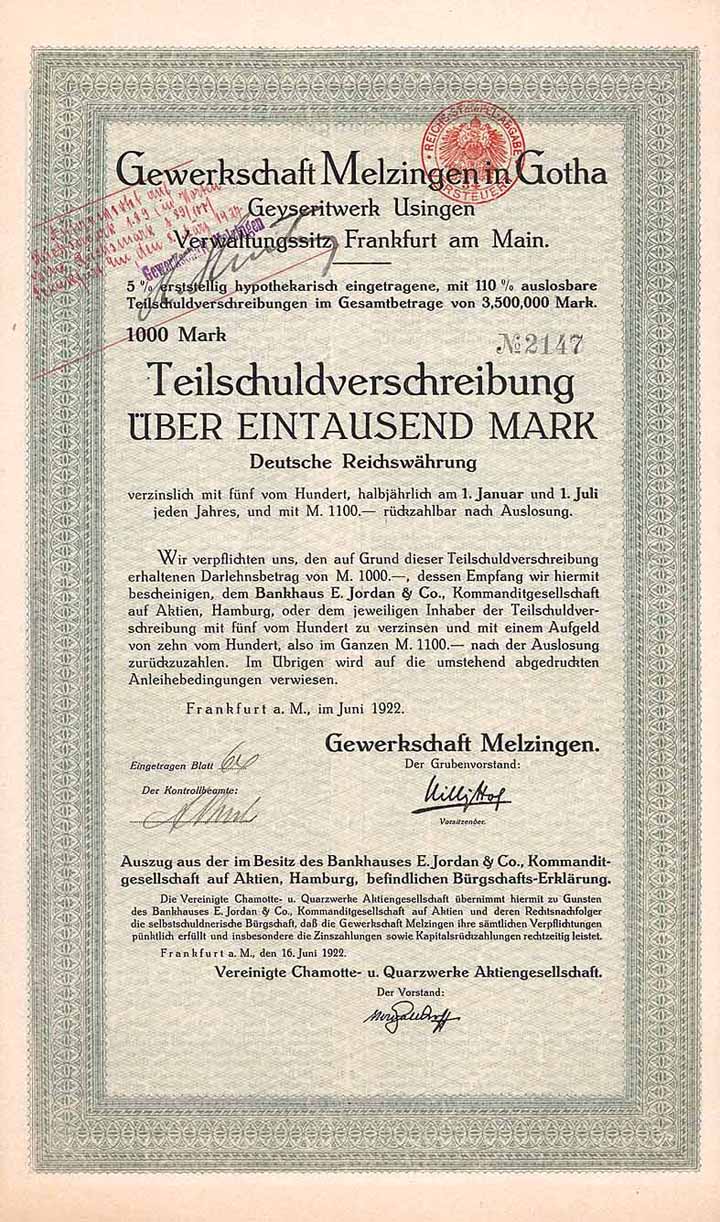 REICHS-STEMPEL-ABGABE
VERSTEUERT
Gewerkschaft Melzingen in Gotha
Geyseritwerk Usingen
Verwaltungssitz Frankfurt am Main.
Gewerkschaft Melzingen
5 % erststellig hypothekarisch eingetragene, mit 110 % auslosbare
Teilschuldverschreibungen im Gesamtbetrage von 3,500,000 Mark.
1000 Mark
№ 2147
Teilschuldverschreibung
ÜBER EINTAUSEND MARK
Deutsche Reichswährung
verzinslich mit fünf vom Hundert, halbjährlich am 1. Januar und 1. Juli
jeden Jahres, und mit M. 1100.— rückzahlbar nach Auslosung.
Wir verpflichten uns, den auf Grund dieser Teilschuldverschreibung
erhaltenen Darlehnsbetrag von M. 1000.—, dessen Empfang wir hiermit
bescheinigen, dem Bankhaus E. Jordan & Co., Kommanditgesellschaft
auf Aktien, Hamburg, oder dem jeweiligen Inhaber der Teilschuldver-
schreibung mit fünf vom Hundert zu verzinsen und mit einem Aufgeld
von zehn vom Hundert, also im Ganzen M. 1100.— nach der Auslosung
zurückzuzahlen. Im Übrigen wird auf die umstehend abgedruckten
Anleihebedingungen verwiesen.
Frankfurt a. M., im Juni 1922.
Gewerkschaft Melzingen.
Eingetragen Blatt
Der Grubenvorstand:
Der Kontrollbeamte:
Vorsitzender.
Auszug aus der im Besitz des Bankhauses E. Jordan & Co., Kommandit-
gesellschaft auf Aktien, Hamburg, befindlichen Bürgschafts-Erklärung.
Die Vereinigte Chamotte- u. Quarzwerke Aktiengesellschaft übernimmt hiermit zu Gunsten
des Bankhauses E. Jordan & Co., Kommanditgesellschaft auf Aktien und deren Rechtsnachfolger
die selbstschuldnerische Bürgschaft, daß die Gewerkschaft Melzingen ihre sämtlichen Verpflichtungen
pünktlich erfüllt und insbesondere die Zinszahlungen sowie Kapitalsrückzahlungen rechtzeitig leistet.
Frankfurt a. M., den 16. Juni 1922.
Vereinigte Chamotte- u. Quarzwerke Aktiengesellschaft.
Der Vorstand: